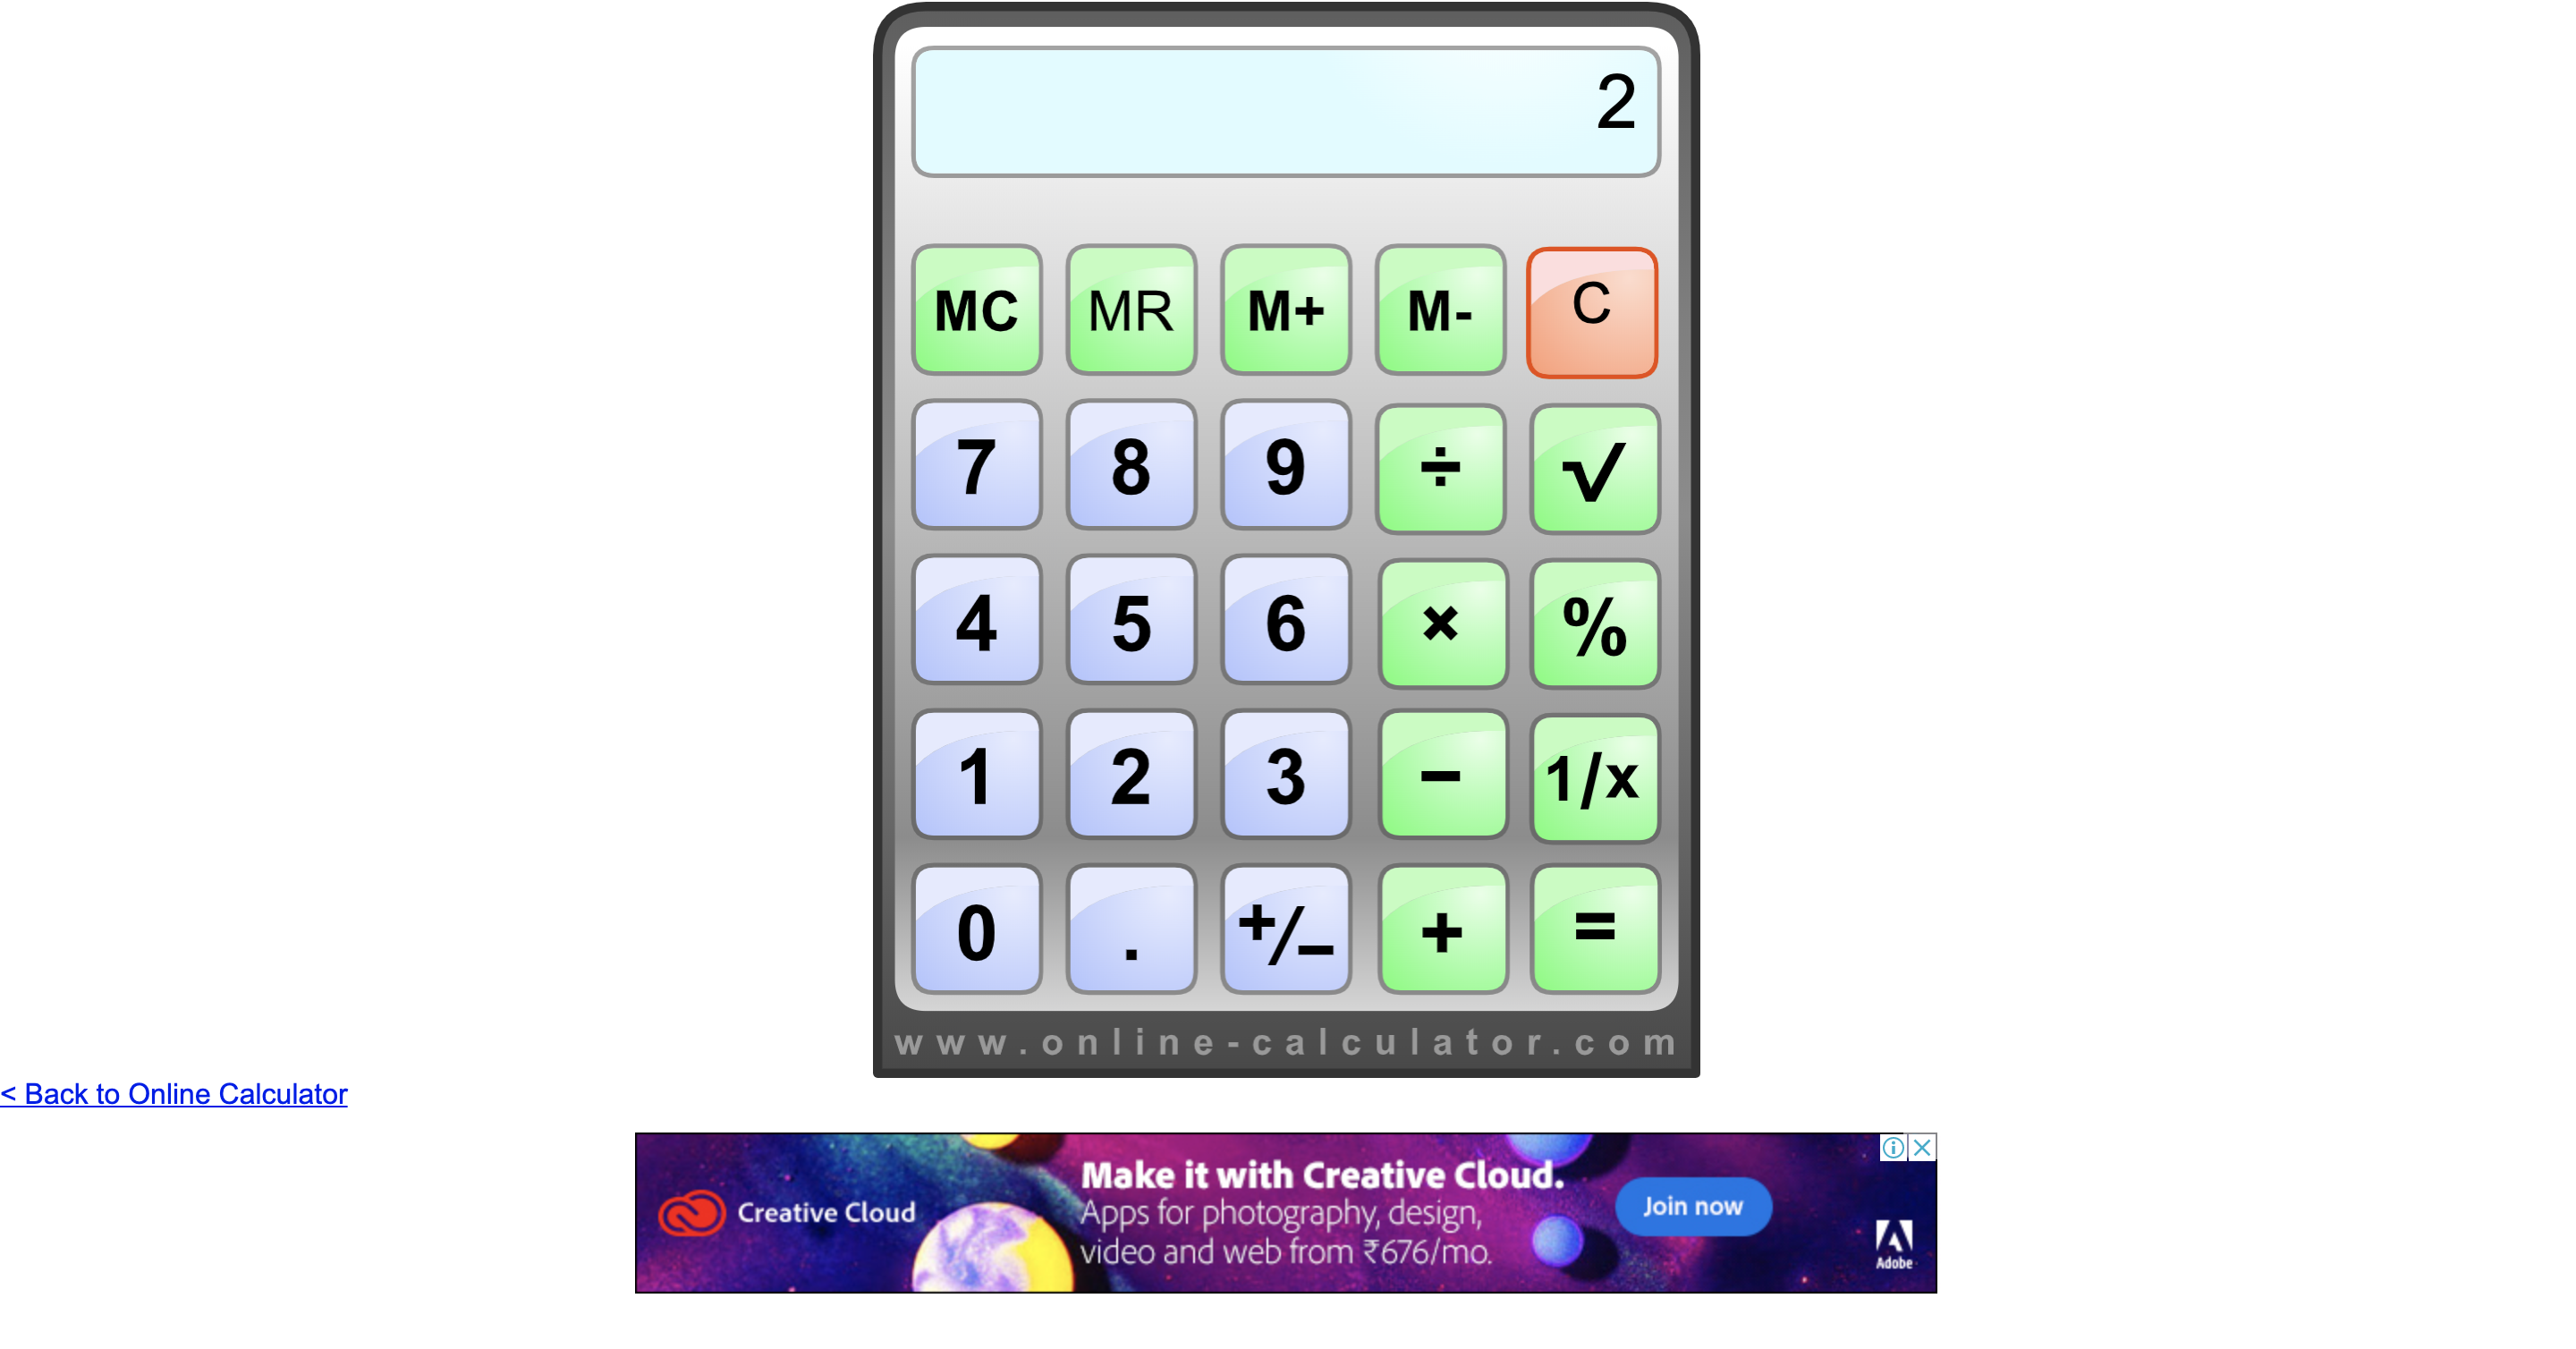 2
MC MR M+ M- C
7 8 9 ÷ √
4 5 6 × %
1 2 3 − 1/x
0 . +/− + =
www.online-calculator.com
< Back to Online Calculator
Creative Cloud
Make it with Creative Cloud.
Apps for photography, design,
video and web from ₹676/mo.
Join now
Adobe